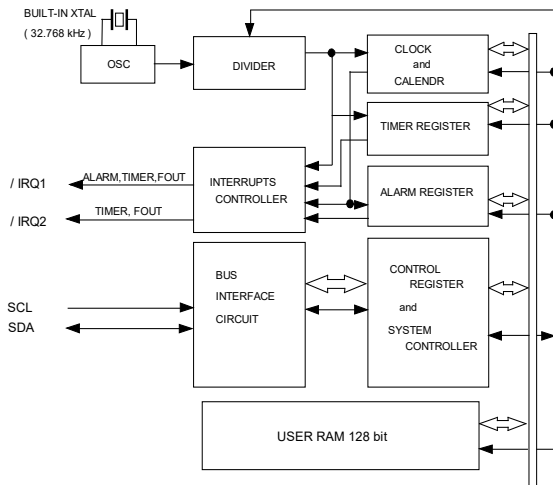 BUILT-IN XTAL
( 32.768 kHz )
OSC
DIVIDER
CLOCK
and
CALENDR
TIMER REGISTER
/ IRQ1
ALARM,TIMER,FOUT
INTERRUPTS
CONTROLLER
ALARM REGISTER
/ IRQ2
TIMER, FOUT
BUS
INTERFACE
CIRCUIT
CONTROL
REGISTER
and
SYSTEM
CONTROLLER
SCL
SDA
USER RAM 128 bit